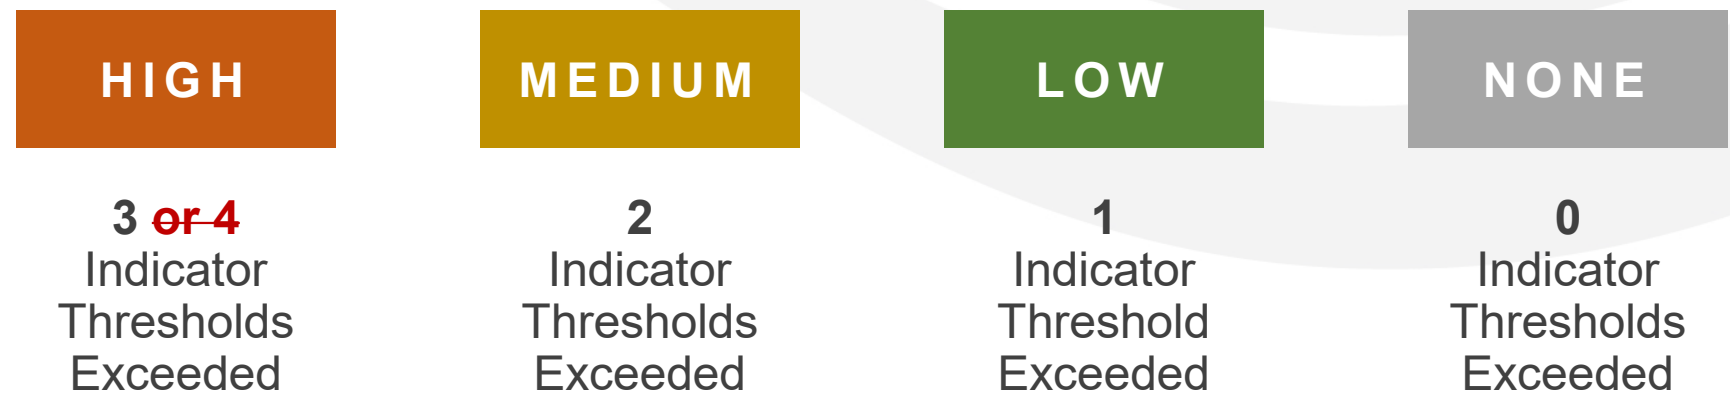 HIGH
MEDIUM
LOW
NONE
3 or 4
Indicator
Thresholds
Exceeded
2
Indicator
Thresholds
Exceeded
1
Indicator
Threshold
Exceeded
0
Indicator
Thresholds
Exceeded